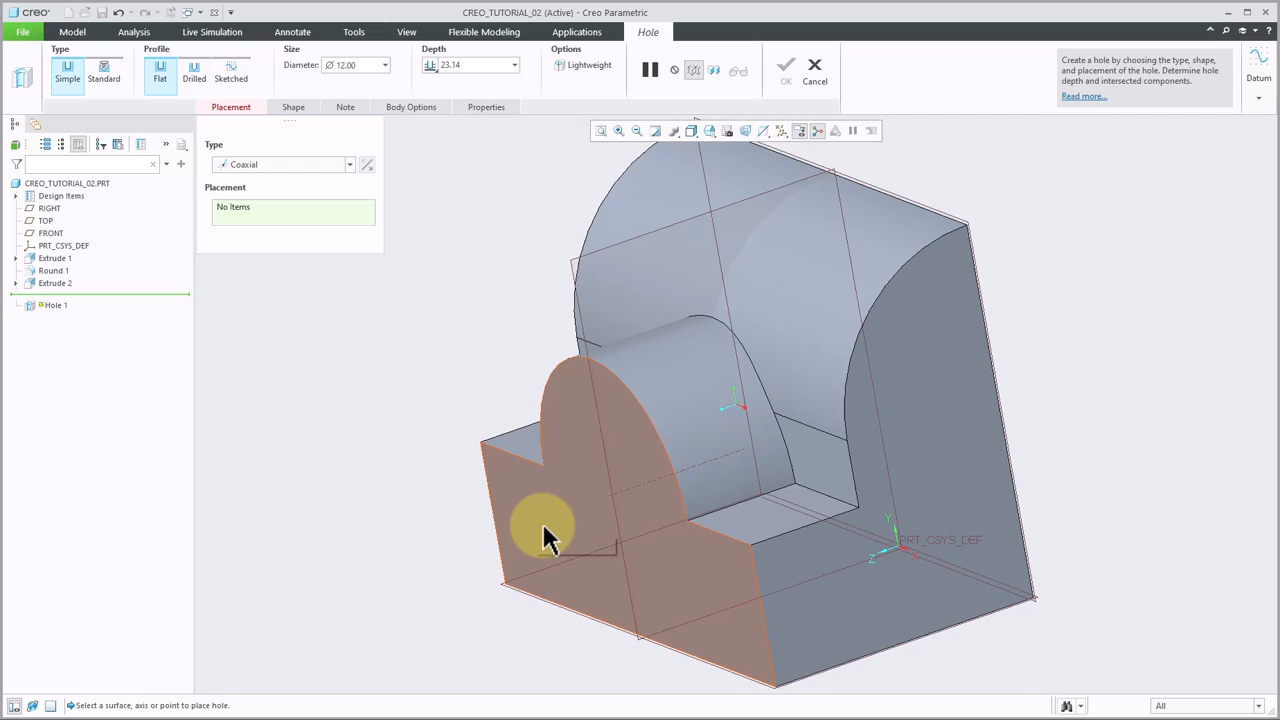 creo CREO_TUTORIAL_02 (Active) - Creo Parametric
File Model Analysis Live Simulation Annotate Tools View Flexible Modeling Applications Hole
Type Profile Size Depth Options
Simple Standard Flat Drilled Sketched Diameter: Ø 12.00 23.14 Lightweight OK Cancel
Create a hole by choosing the type, shape,
and placement of the hole. Determine hole
depth and intersected components.
Read more...
Datum
Placement Shape Note Body Options Properties
Type
Coaxial
Placement
No Items
CREO_TUTORIAL_02.PRT
Design Items
RIGHT
TOP
FRONT
PRT_CSYS_DEF
Extrude 1
Round 1
Extrude 2
Hole 1
Y
PRT_CSYS_DEF
Z X
Select a surface, axis or point to place hole.
All